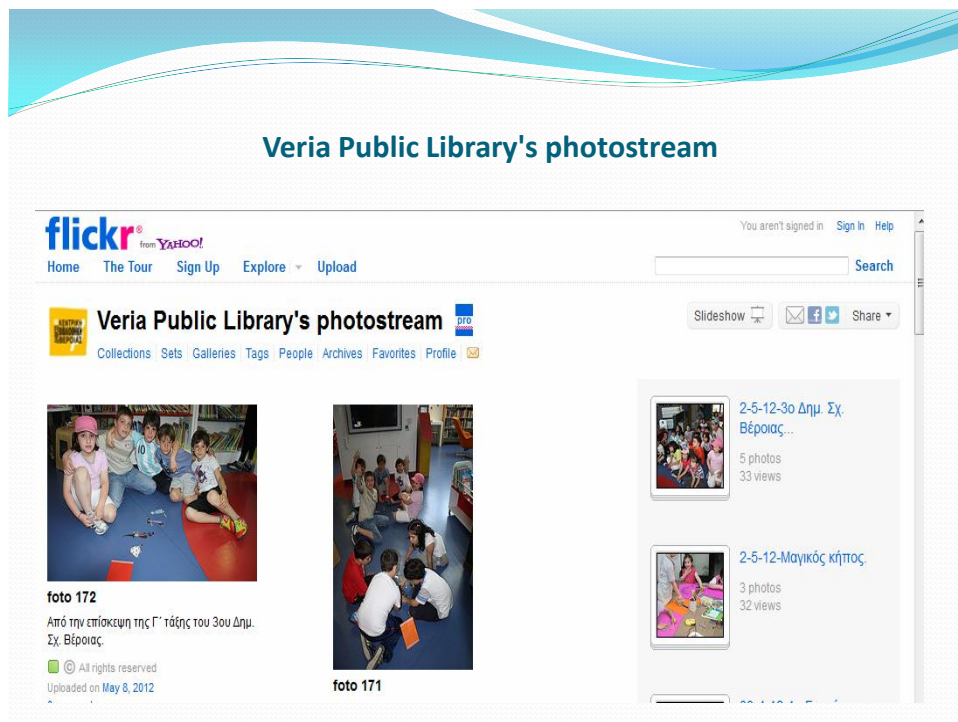 Veria Public Library's photostream
flickr® from YAHOO!
You aren't signed in Sign In Help
Home The Tour Sign Up Explore Upload
Search
ΚΕΝΤΡΙΚΗ
ΒΙΒΛΙΟΘΗΚΗ
ΒΕΡΟΙΑΣ
Veria Public Library's photostream pro
Slideshow Share
Collections Sets Galleries Tags People Archives Favorites Profile
2-5-12-3ο Δημ. Σχ.
Βέροιας...
5 photos
33 views
2-5-12-Μαγικός κήπος.
3 photos
32 views
foto 172
Από την επίσκεψη της Γ΄ τάξης του 3ου Δημ.
Σχ. Βέροιας.
© All rights reserved
Uploaded on May 8, 2012
foto 171